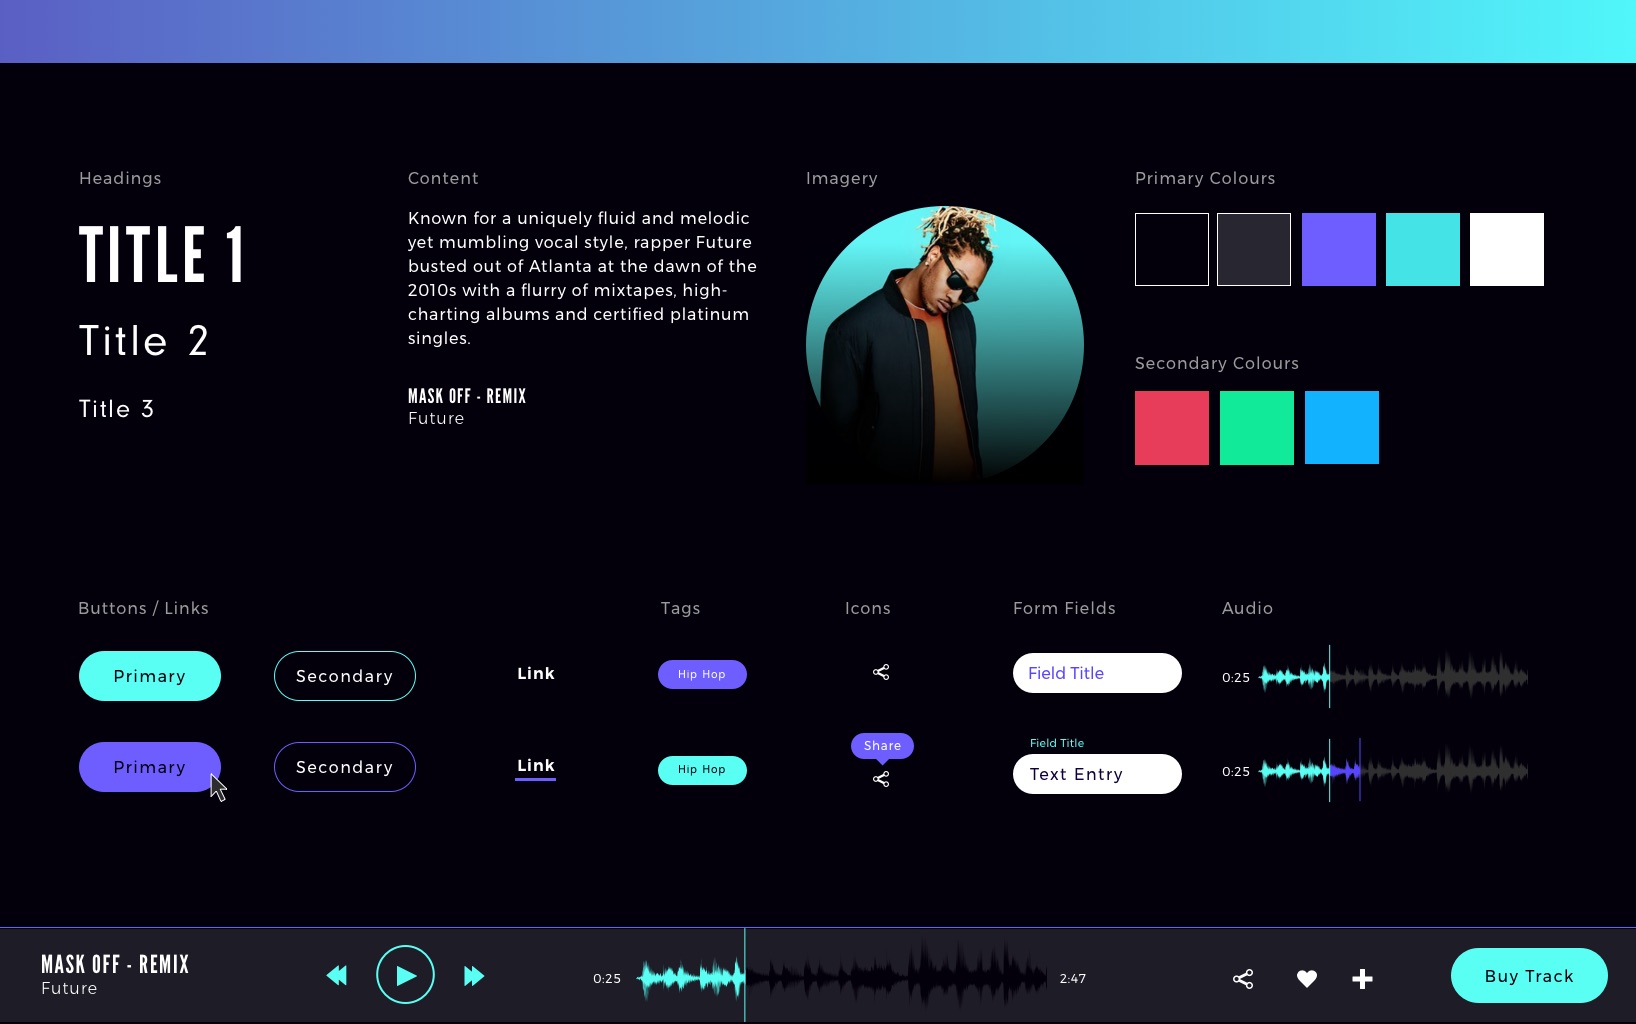 Headings
TITLE 1
Title 2
Title 3
Content
Known for a uniquely fluid and melodic
yet mumbling vocal style, rapper Future
busted out of Atlanta at the dawn of the
2010s with a flurry of mixtapes, high-
charting albums and certified platinum
singles.
MASK OFF - REMIX
Future
Imagery
Primary Colours
Secondary Colours
Buttons / Links
Primary
Secondary
Link
Primary
Secondary
Link
Tags
Hip Hop
Hip Hop
Icons
Share
Form Fields
Field Title
Field Title
Text Entry
Audio
0:25
0:25
MASK OFF - REMIX
Future
0:25
2:47
Buy Track